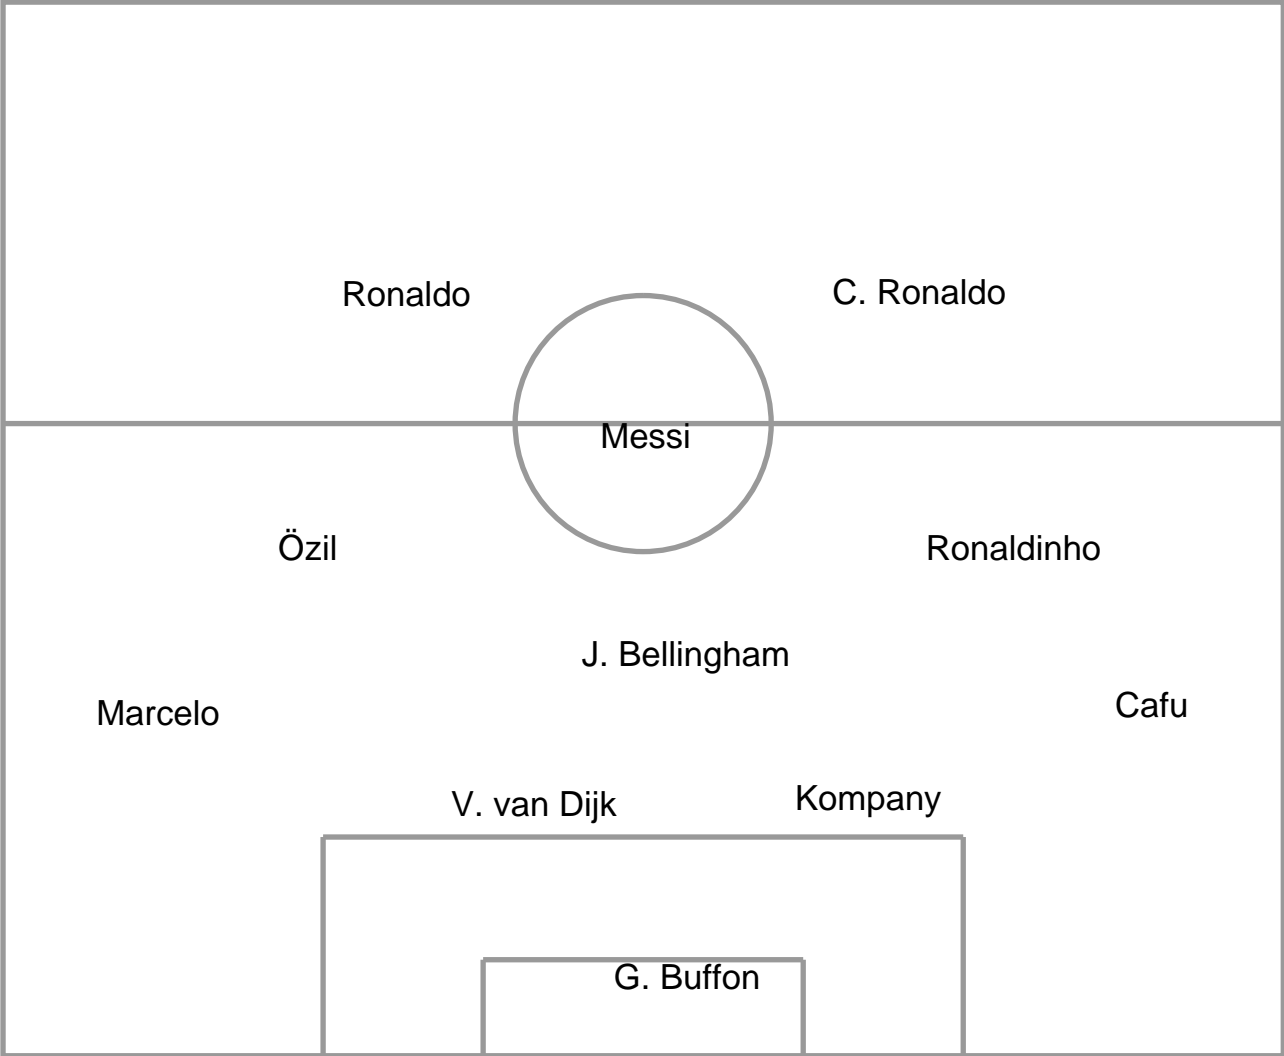 Ronaldo
C. Ronaldo
Messi
Özil
Ronaldinho
J. Bellingham
Marcelo
Cafu
V. van Dijk
Kompany
G. Buffon